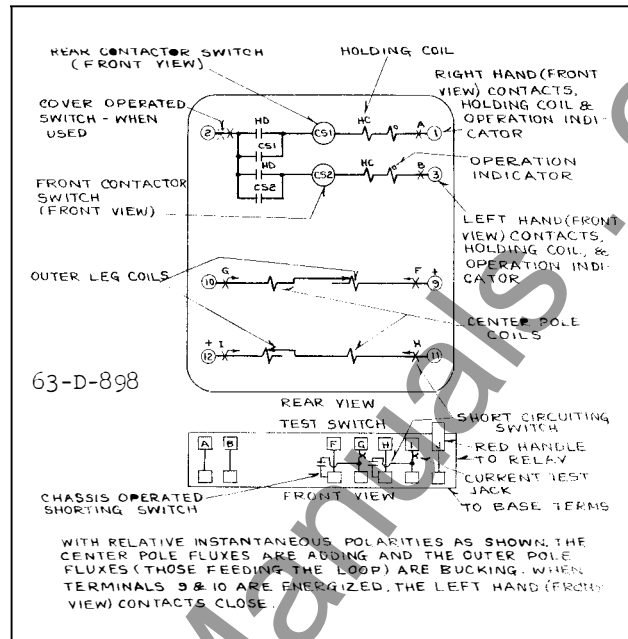 REAR CONTACTOR SWITCH
(FRONT VIEW)
HOLDING COIL
RIGHT HAND (FRONT
VIEW) CONTACTS,
HOLDING COIL &
OPERATION INDI-
CATOR
COVER OPERATED
SWITCH - WHEN
USED
2
HD
CS1
CS1
HC
O
A
1
HD
CS2
CS2
HC
O
B
3
OPERATION
INDICATOR
FRONT CONTACTOR
SWITCH
(FRONT VIEW)
LEFT HAND (FRONT
VIEW) CONTACTS,
HOLDING COIL, &
OPERATION INDI-
CATOR
OUTER LEG COILS
10
G
F
+
9
CENTER POLE
COILS
+
12
I
H
11
63-D-898
REAR VIEW
TEST SWITCH
SHORT CIRCUITING
SWITCH
A
B
F
G
H
I
RED HANDLE
TO RELAY
CURRENT TEST
JACK
CHASSIS OPERATED
SHORTING SWITCH
FRONT VIEW
TO BASE TERMS
WITH RELATIVE INSTANTANEOUS POLARITIES AS SHOWN, THE
CENTER POLE FLUXES ARE ADDING AND THE OUTER POLE
FLUXES (THOSE FEEDING THE LOOP) ARE BUCKING. WHEN
TERMINALS 9 & 10 ARE ENERGIZED, THE LEFT HAND (FRONT
VIEW) CONTACTS CLOSE.
Manuals.